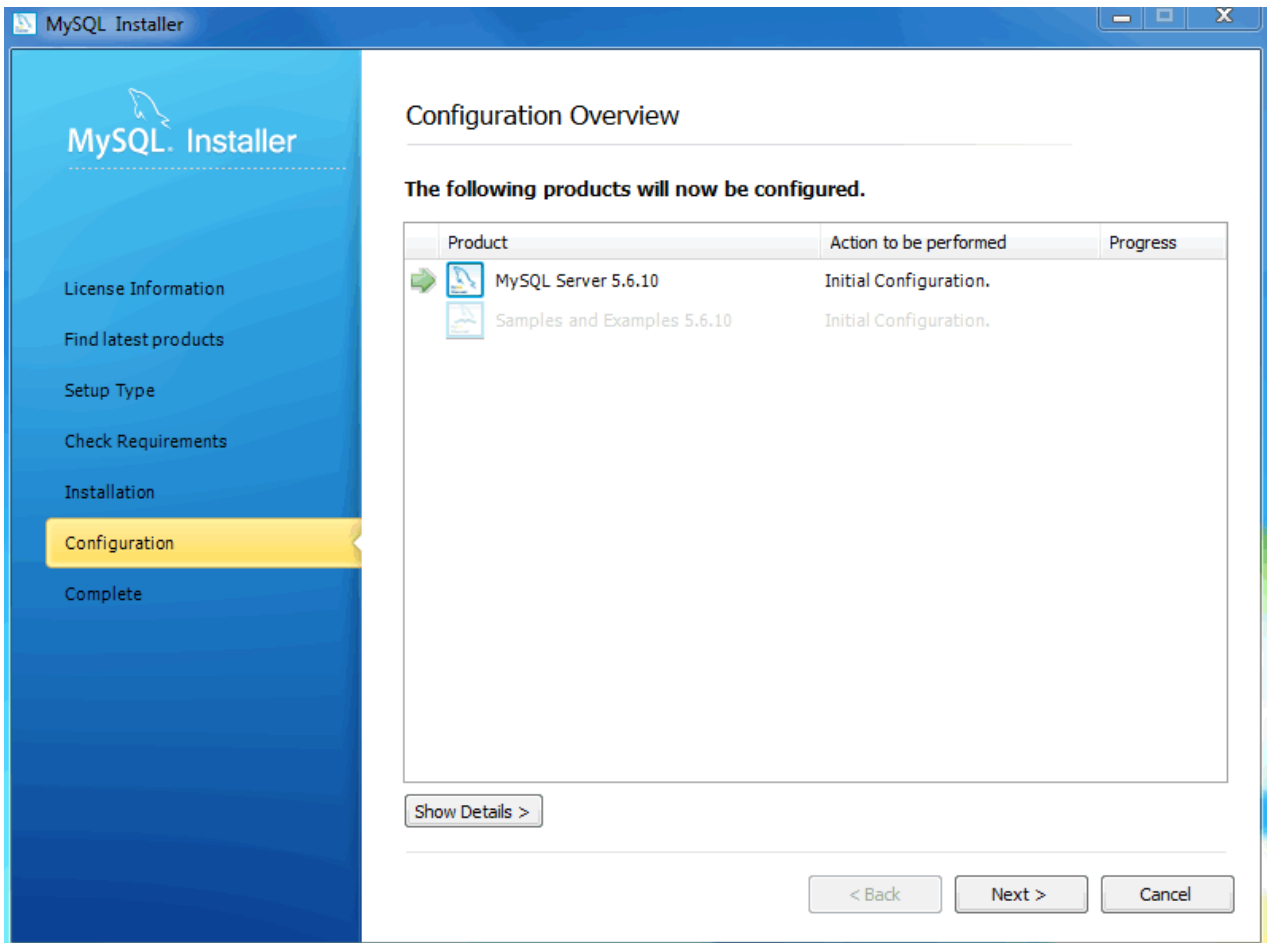 MySQL Installer
MySQL. Installer
License Information
Find latest products
Setup Type
Check Requirements
Installation
Configuration
Complete
Configuration Overview
The following products will now be configured.
Product Action to be performed Progress
MySQL Server 5.6.10 Initial Configuration.
Samples and Examples 5.6.10 Initial Configuration.
Show Details >
< Back Next > Cancel